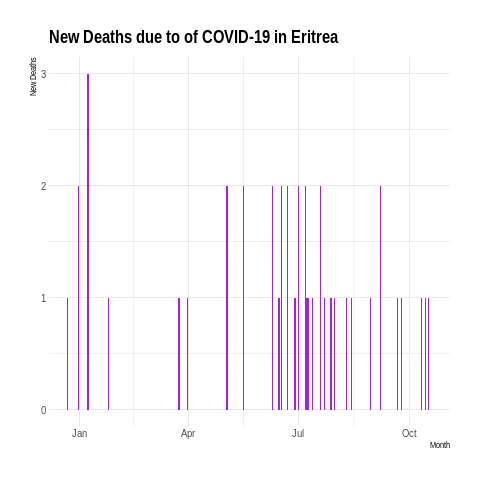 New Deaths due to of COVID-19 in Eritrea
New Deaths
3
2
1
0
Jan Apr Jul Oct
Month